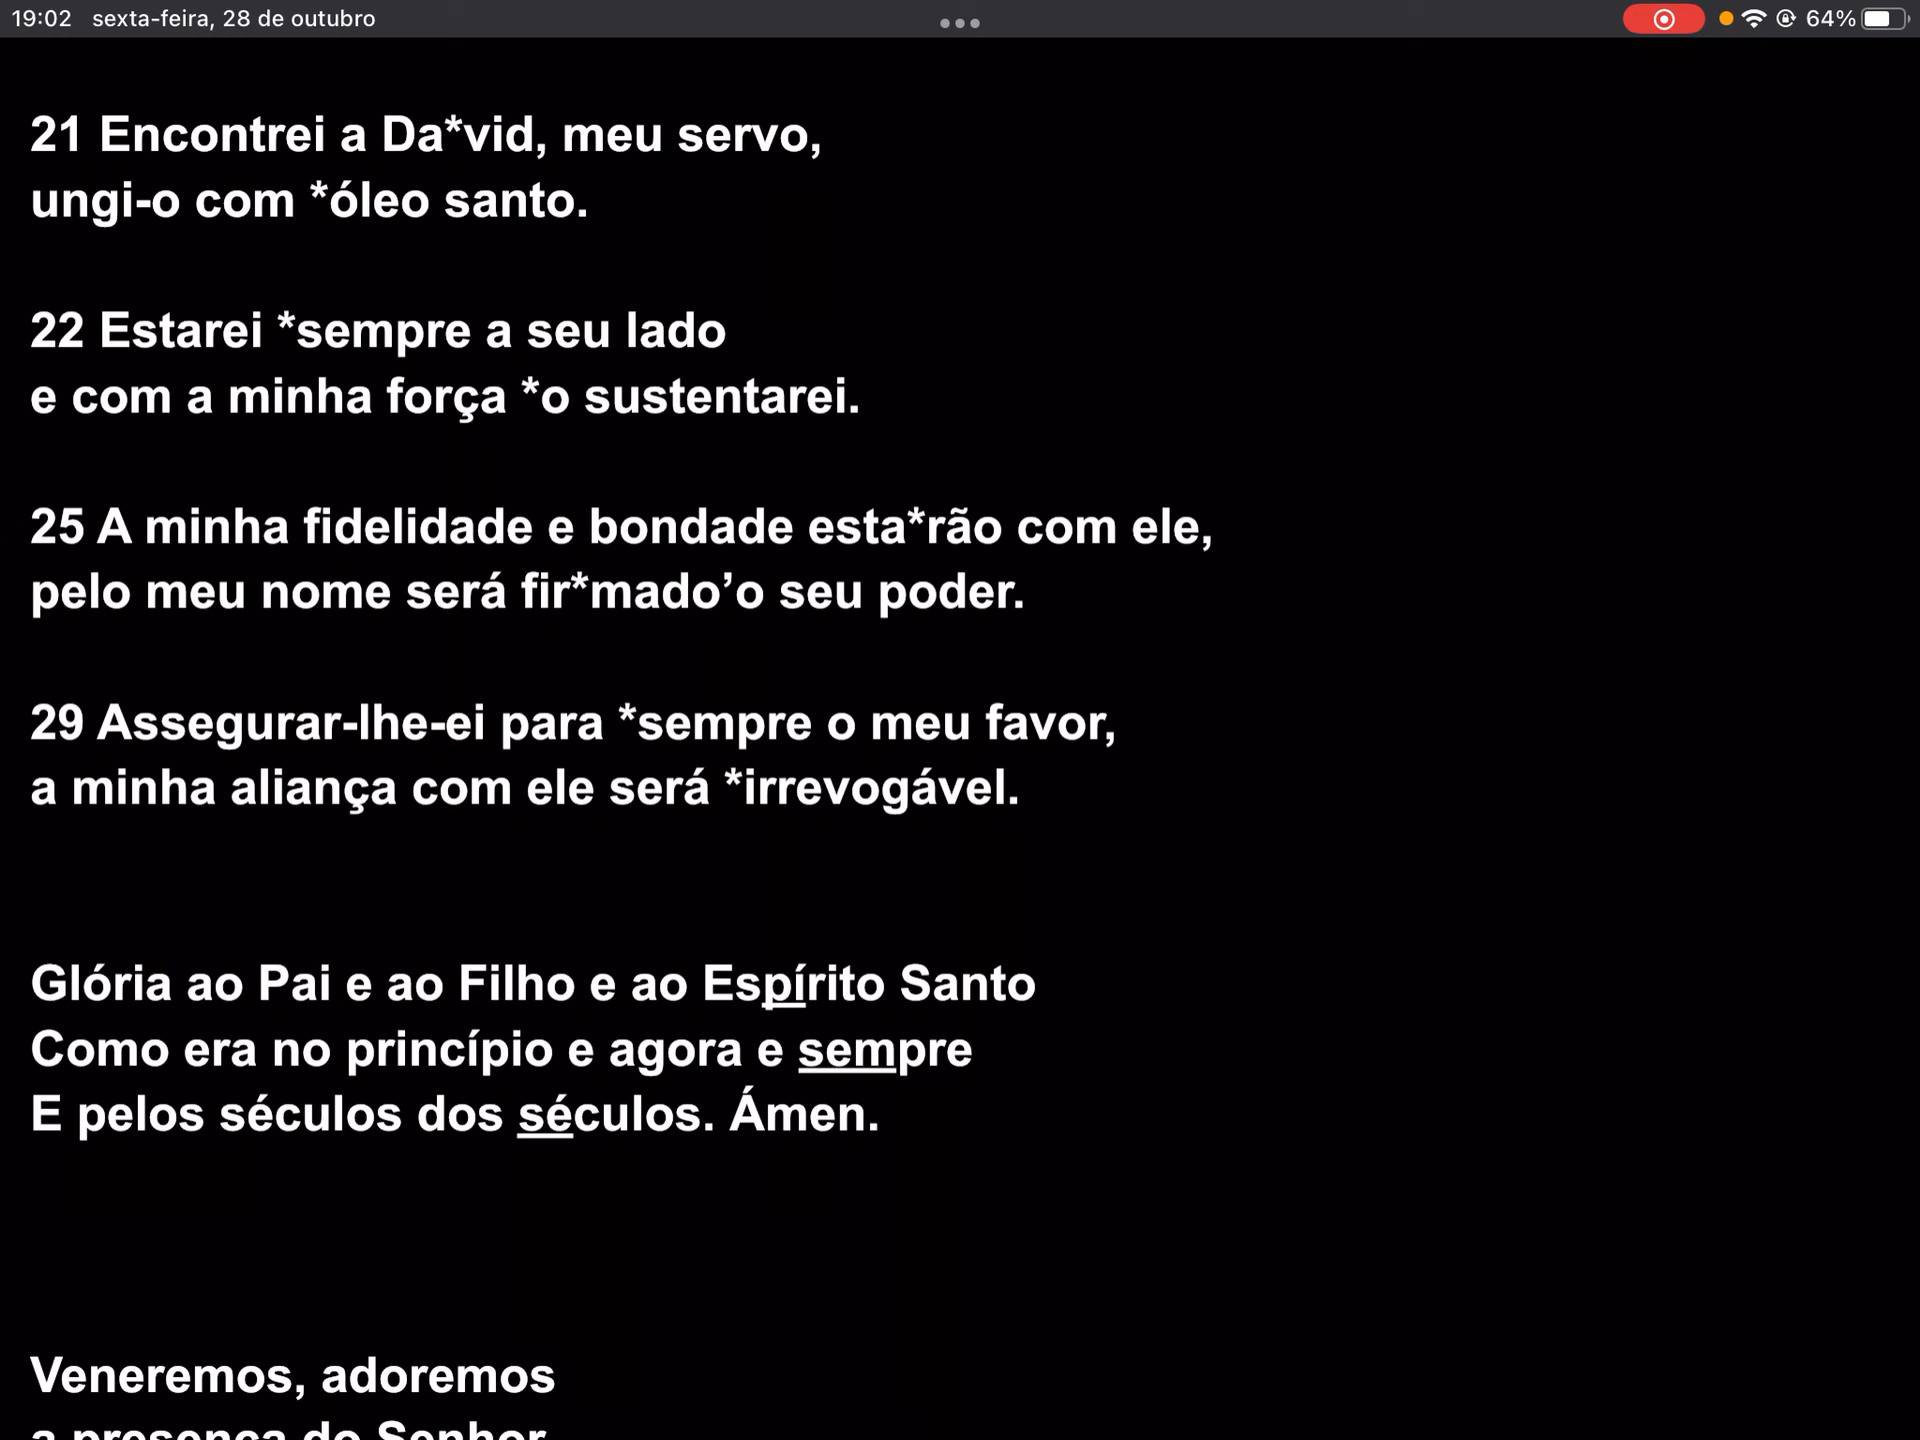 19:02 sexta-feira, 28 de outubro
64%
21 Encontrei a Da*vid, meu servo,
ungi-o com *óleo santo.
22 Estarei *sempre a seu lado
e com a minha força *o sustentarei.
25 A minha fidelidade e bondade esta*rão com ele,
pelo meu nome será fir*mado’o seu poder.
29 Assegurar-lhe-ei para *sempre o meu favor,
a minha aliança com ele será *irrevogável.
Glória ao Pai e ao Filho e ao Espírito Santo
Como era no princípio e agora e sempre
E pelos séculos dos séculos. Ámen.
Veneremos, adoremos
a presença do Senhor